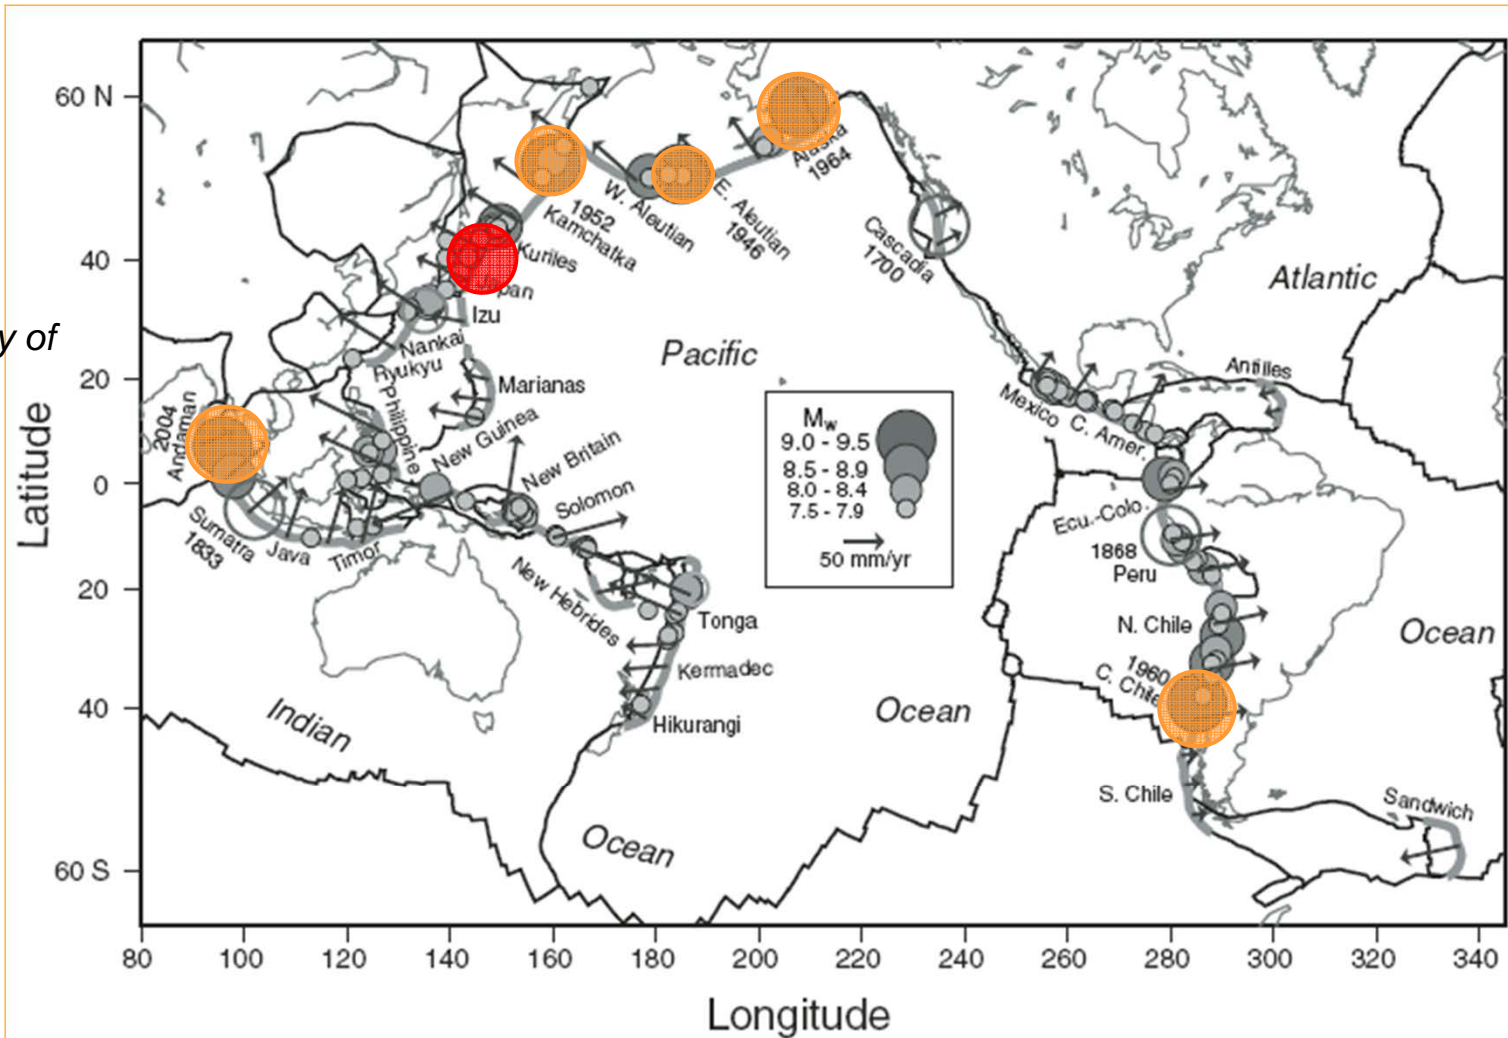 y of
60 N
40
20
0
20
40
60 S
Latitude
80 100 120 140 160 180 200 220 240 260 280 300 320 340
Longitude
Alaska
1964
1952
Kamchatka
W. Aleutian
E. Aleutian
1946
Kuriles
pan
Izu
Nankai
Ryukyu
Marianas
Philippine
New Guinea
New Britain
Solomon
2004
Andaman
Sumatra
1833
Java
Timor
New Hebrides
Tonga
Kermadec
Hikurangi
Indian
Ocean
Pacific
Ocean
Cascadia
1700
Atlantic
Ocean
Antilles
Mexico
C. Amer.
Mw
9.0 - 9.5
8.5 - 8.9
8.0 - 8.4
7.5 - 7.9
50 mm/yr
Ecu.-Colo.
1868
Peru
N. Chile
1960
C. Chile
S. Chile
Sandwich